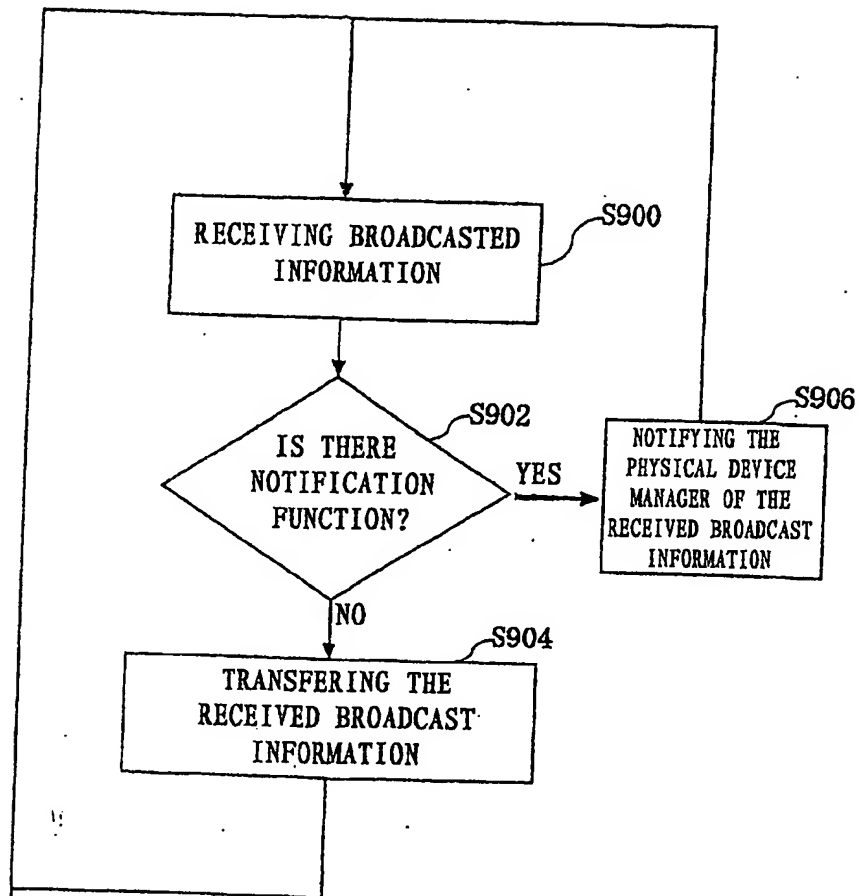 RECEIVING BROADCASTED
INFORMATION
S900
IS THERE
NOTIFICATION
FUNCTION?
S902
YES
NO
S906
NOTIFYING THE
PHYSICAL DEVICE
MANAGER OF THE
RECEIVED BROADCAST
INFORMATION
S904
TRANSFERING THE
RECEIVED BROADCAST
INFORMATION